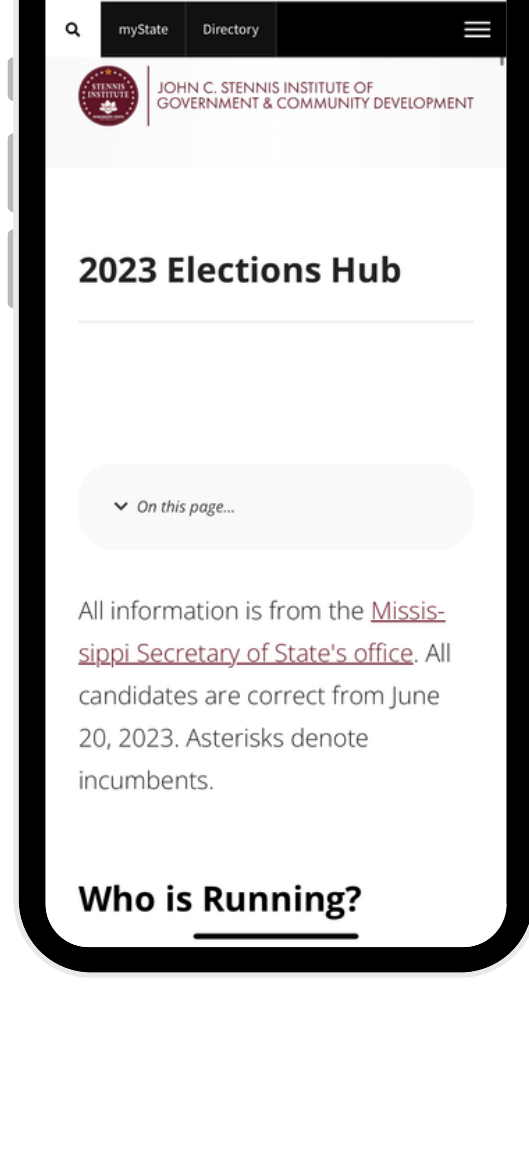 myState Directory
STENNIS
INSTITUTE
JOHN C. STENNIS INSTITUTE OF
GOVERNMENT & COMMUNITY DEVELOPMENT
2023 Elections Hub
On this page...
All information is from the Missis-
sippi Secretary of State's office. All
candidates are correct from June
20, 2023. Asterisks denote
incumbents.
Who is Running?